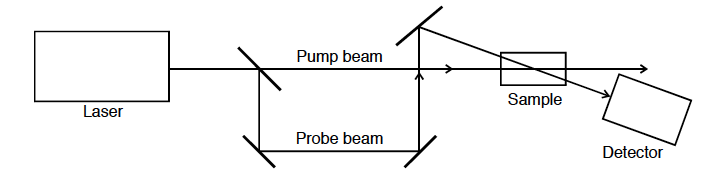 Pump beam
Laser
Sample
Probe beam
Detector